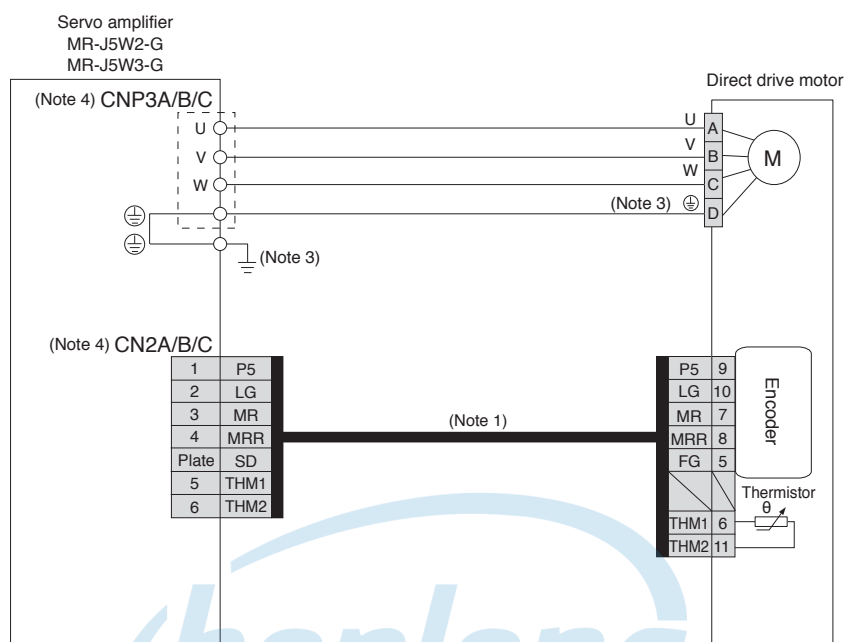 Servo amplifier
MR-J5W2-G
MR-J5W3-G
Direct drive motor
(Note 4) CNP3A/B/C
U
V
W
U
V
W
(Note 3)
A
B
C
D
M
(Note 3)
(Note 4) CN2A/B/C
1 P5
2 LG
3 MR
4 MRR
Plate SD
5 THM1
6 THM2
(Note 1)
P5 9
LG 10
MR 7
MRR 8
FG 5
THM1 6
THM2 11
Encoder
Thermistor
θ